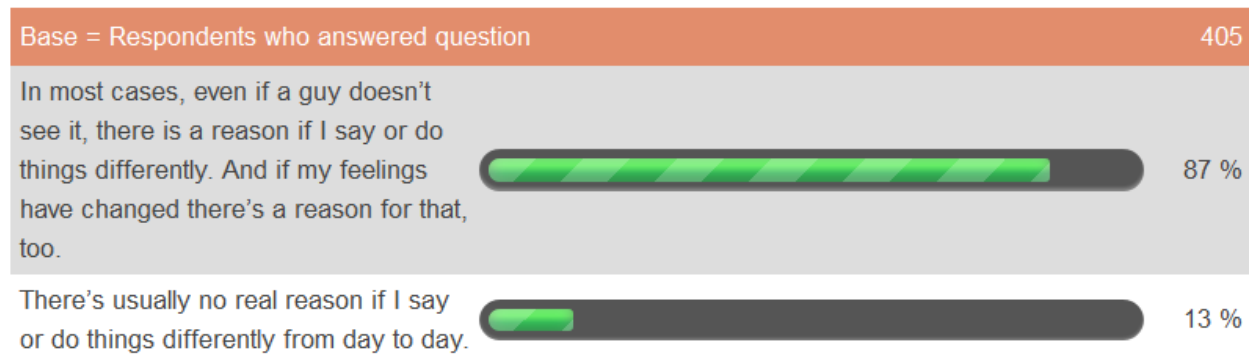 Base = Respondents who answered question 405
In most cases, even if a guy doesn’t
see it, there is a reason if I say or do
things differently. And if my feelings
have changed there’s a reason for that,
too.
87 %
There’s usually no real reason if I say
or do things differently from day to day.
13 %